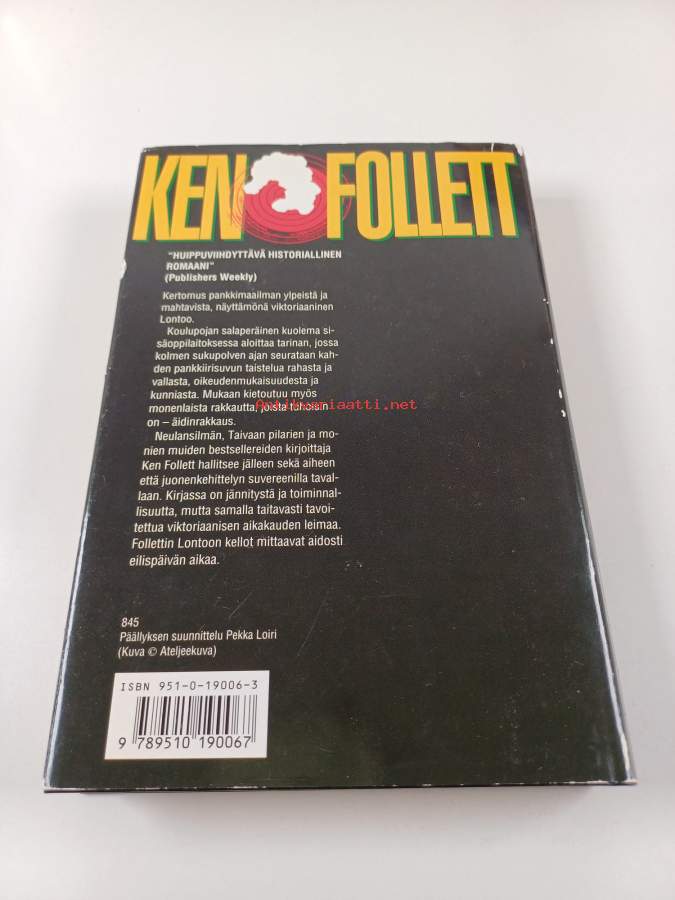 KEN FOLLETT
"HUIPPUVIIHDYTTÄVÄ HISTORIALLINEN
ROMAANI"
(Publishers Weekly)
Kertomus pankkimaailman ylpeistä ja
mahtavista, näyttämönä viktoriaaninen
Lontoo.
Koulupojan salaperäinen kuolema si-
säoppilaitoksessa aloittaa tarinan, jossa
kolmen sukupolven ajan seurataan kah-
den pankkiirisuvun taistelua rahasta ja
vallasta, oikeudenmukaisuudesta ja
kunniasta. Mukaan kietoutuu myös
monenlaista rakkautta, joista tuhoisin
on – äidinrakkaus.
Antikvariaatti.net
Neulansilmän, Taivaan pilarien ja mo-
nien muiden bestsellereiden kirjoittaja
Ken Follett hallitsee jälleen sekä aiheen
että juonenkehittelyn suvereenilla taval-
laan. Kirjassa on jännitystä ja toiminnal-
lisuutta, mutta samalla taitavasti tavoi-
tettua viktoriaanisen aikakauden leimaa.
Follettin Lontoon kellot mittaavat aidosti
eilispäivän aikaa.
845
Päällyksen suunnittelu Pekka Loiri
(Kuva © Ateljeekuva)
ISBN 951-0-19006-3
9 789510 190067